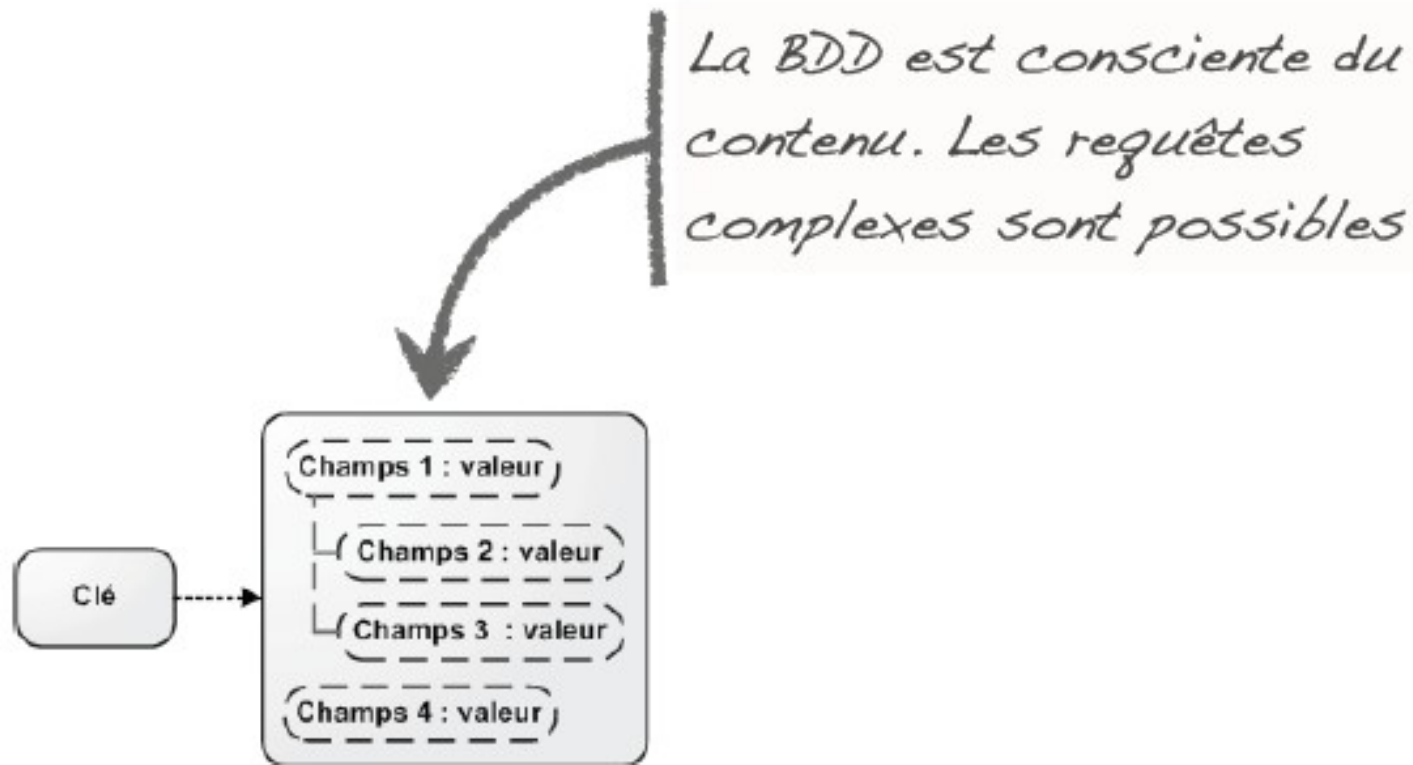 La BDD est consciente du
contenu. Les requêtes
complexes sont possibles
Champs 1 : valeur
Champs 2 : valeur
Clé
Champs 3 : valeur
Champs 4 : valeur